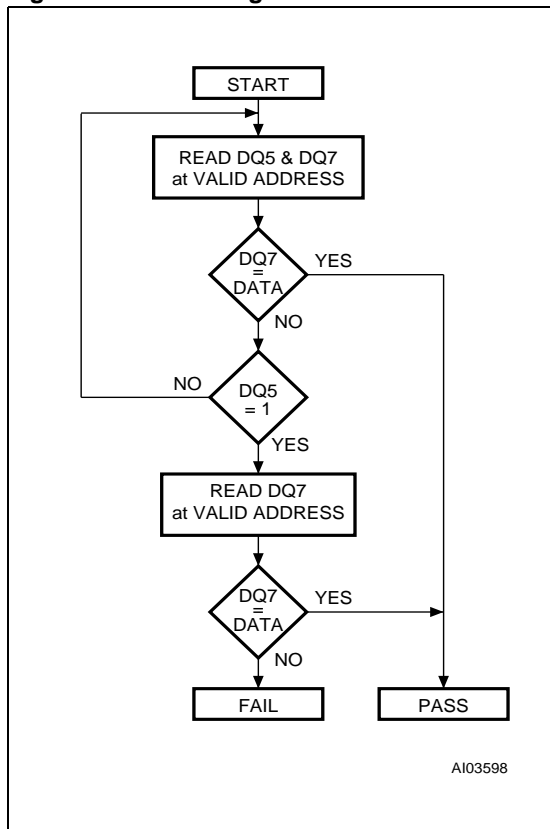 START
READ DQ5 & DQ7
at VALID ADDRESS
DQ7
=
DATA
YES
NO
NO
DQ5
= 1
YES
READ DQ7
at VALID ADDRESS
DQ7
=
DATA
YES
NO
FAIL
PASS
AI03598